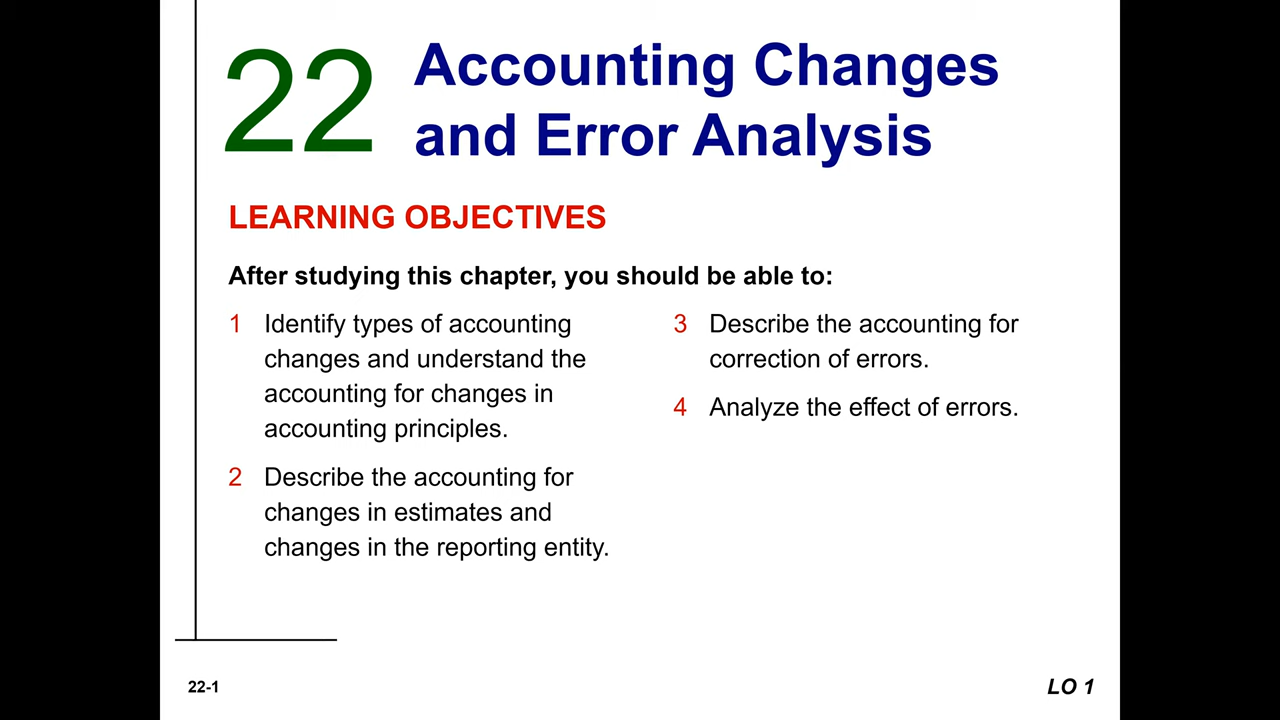 22
Accounting Changes
and Error Analysis
LEARNING OBJECTIVES
After studying this chapter, you should be able to:
1 Identify types of accounting
changes and understand the
accounting for changes in
accounting principles.
2 Describe the accounting for
changes in estimates and
changes in the reporting entity.
3 Describe the accounting for
correction of errors.
4 Analyze the effect of errors.
22-1
LO 1